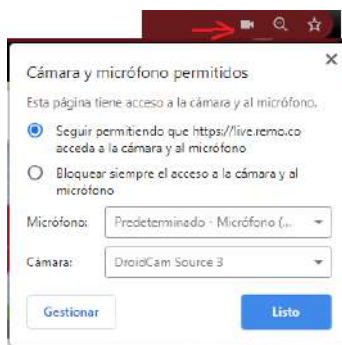 Cámara y micrófono permitidos
Esta página tiene acceso a la cámara y al micrófono.
Seguir permitiendo que https://live.remo.co
acceda a la cámara y al micrófono
Bloquear siempre el acceso a la cámara y al
micrófono
Micrófono: Predeterminado - Micrófono (...
Cámara: DroidCam Source 3
Gestionar Listo